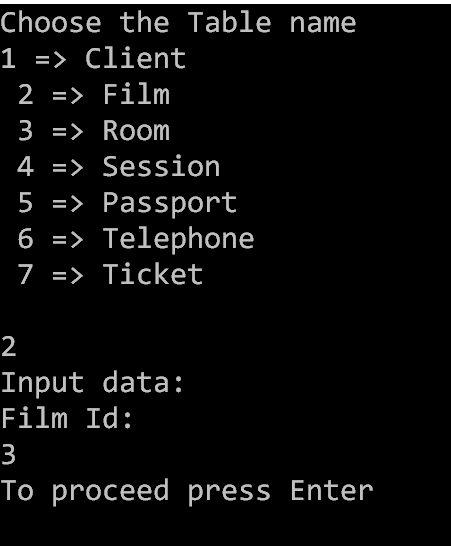 Choose the Table name
1 => Client
2 => Film
3 => Room
4 => Session
5 => Passport
6 => Telephone
7 => Ticket
2
Input data:
Film Id:
3
To proceed press Enter